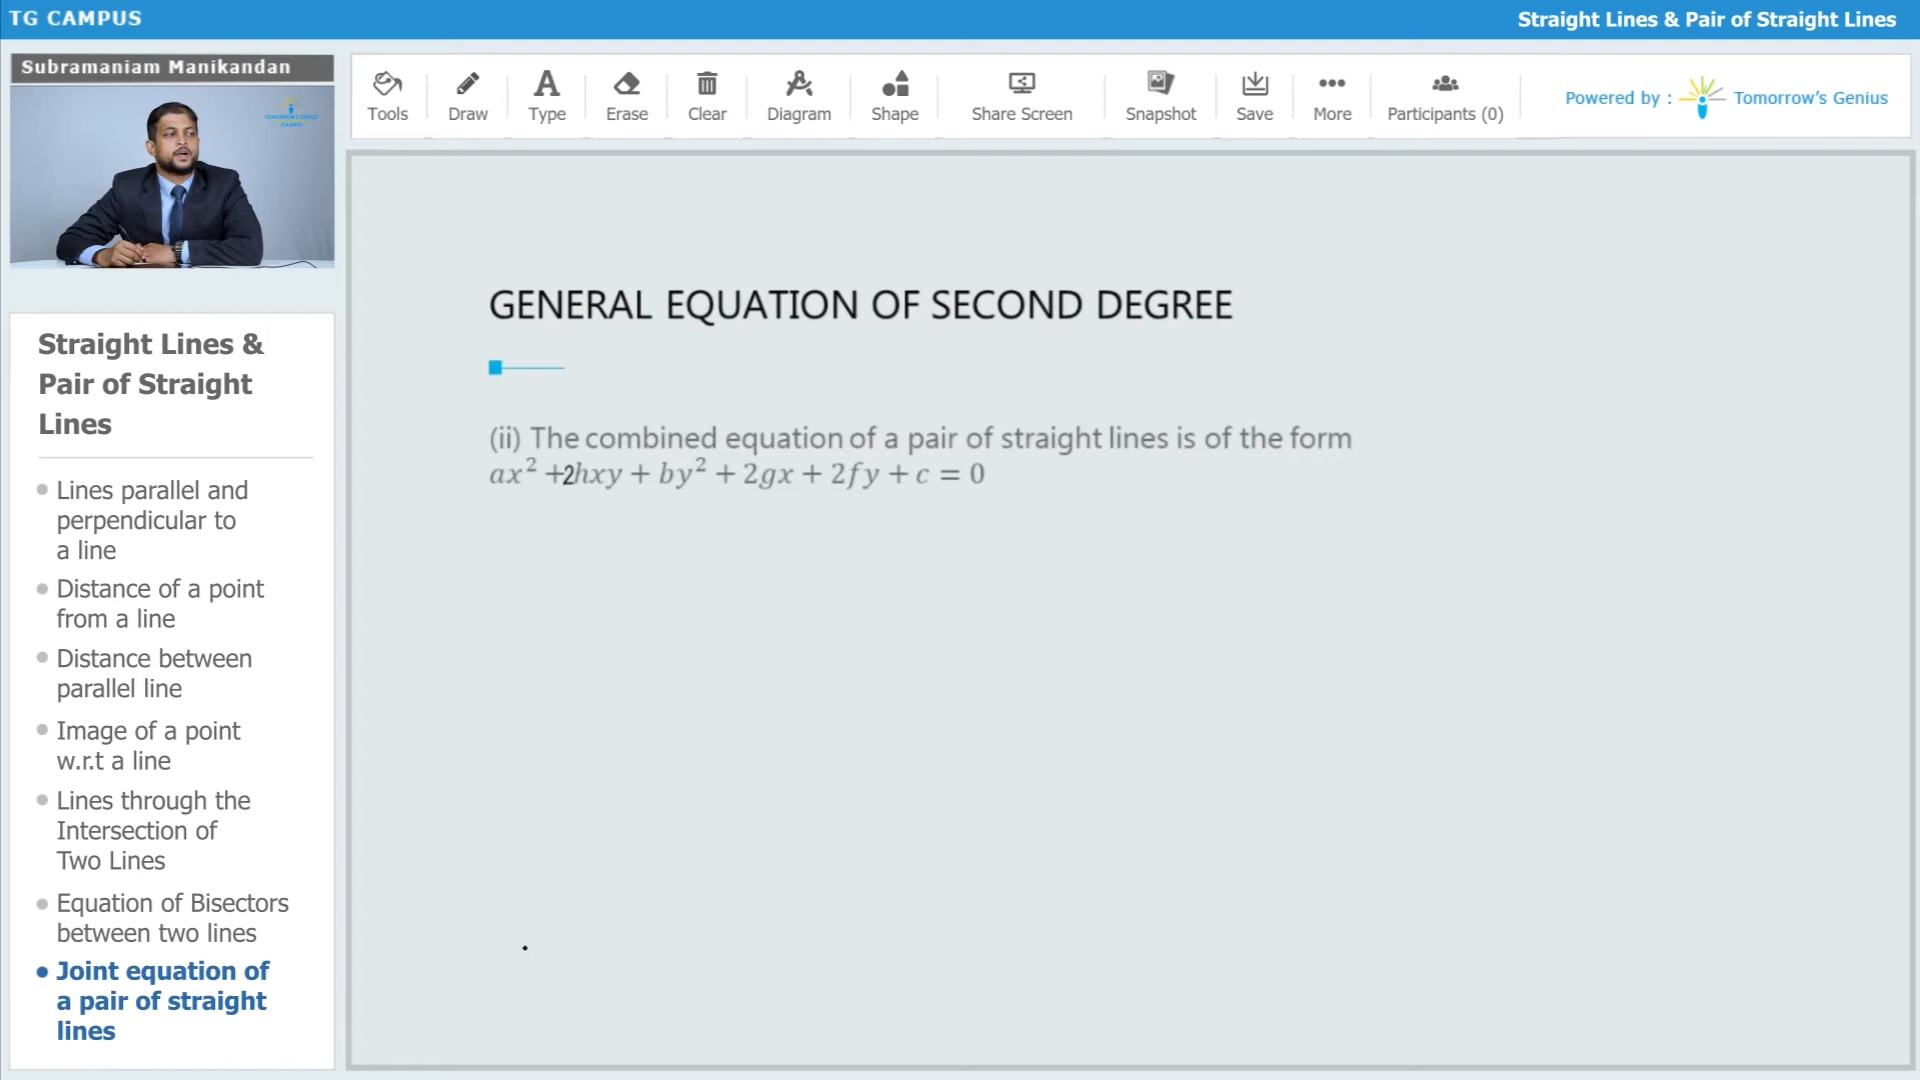 TG CAMPUS
Straight Lines & Pair of Straight Lines
Subramaniam Manikandan
TOMORROW'S GENIUS
CAMPUS
Tools
Draw
Type
Erase
Clear
Diagram
Shape
Share Screen
Snapshot
Save
More
Participants (0)
Powered by :
Tomorrow's Genius
Straight Lines &
Pair of Straight
Lines
Lines parallel and
perpendicular to
a line
Distance of a point
from a line
Distance between
parallel line
Image of a point
w.r.t a line
Lines through the
Intersection of
Two Lines
Equation of Bisectors
between two lines
Joint equation of
a pair of straight
lines
GENERAL EQUATION OF SECOND DEGREE
(ii) The combined equation of a pair of straight lines is of the form
ax² +2hxy + by² + 2gx + 2fy + c = 0